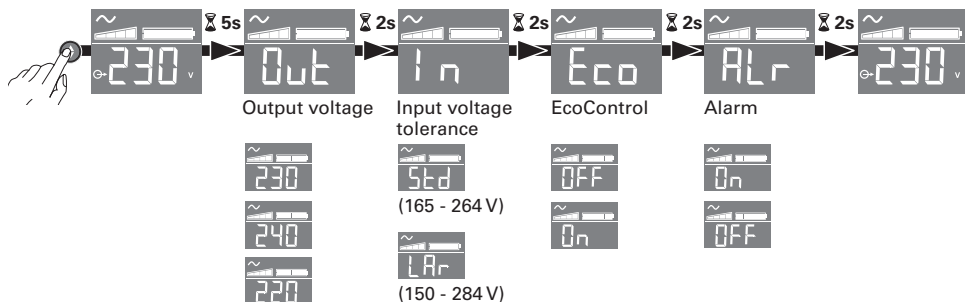 5s 2s 2s 2s 2s
230 v Out In Eco ALr 230 v
Output voltage Input voltage tolerance EcoControl Alarm
230 Std OFF On
(165 - 264 V)
240 On OFF
LAr
220 (150 - 284 V)